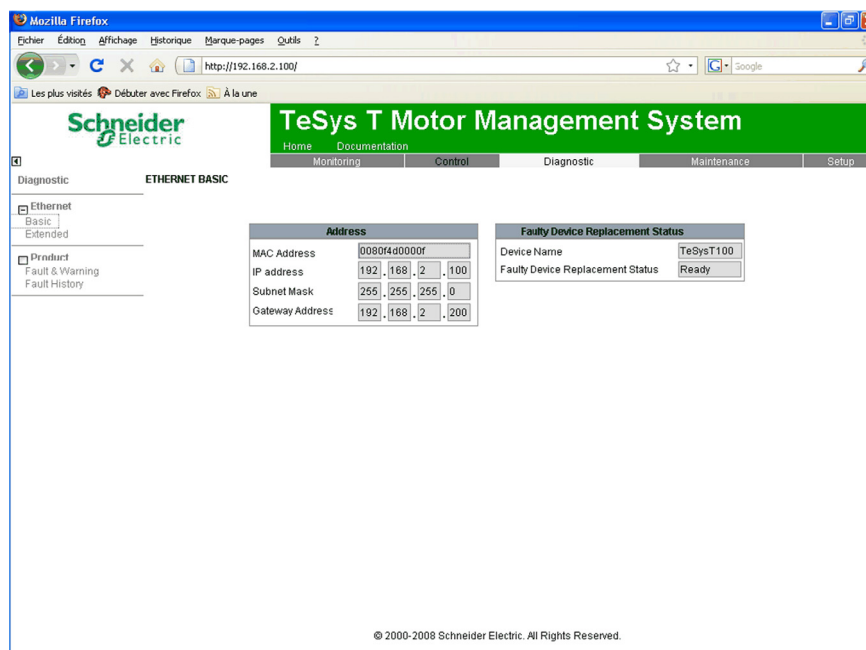 Mozilla Firefox
Fichier Édition Affichage Historique Marque-pages Outils ?
http://192.168.2.100/
Google
Les plus visités Débuter avec Firefox À la une
Schneider Electric
TeSys T Motor Management System
Home Documentation
Monitoring Control Diagnostic Maintenance Setup
Diagnostic
ETHERNET BASIC
Ethernet
Basic
Extended
Product
Fault & Warning
Fault History
Address
MAC Address 0080f4d0000f
IP address 192 . 168 . 2 . 100
Subnet Mask 255 . 255 . 255 . 0
Gateway Address 192 . 168 . 2 . 200
Faulty Device Replacement Status
Device Name TeSysT100
Faulty Device Replacement Status Ready
© 2000-2008 Schneider Electric. All Rights Reserved.